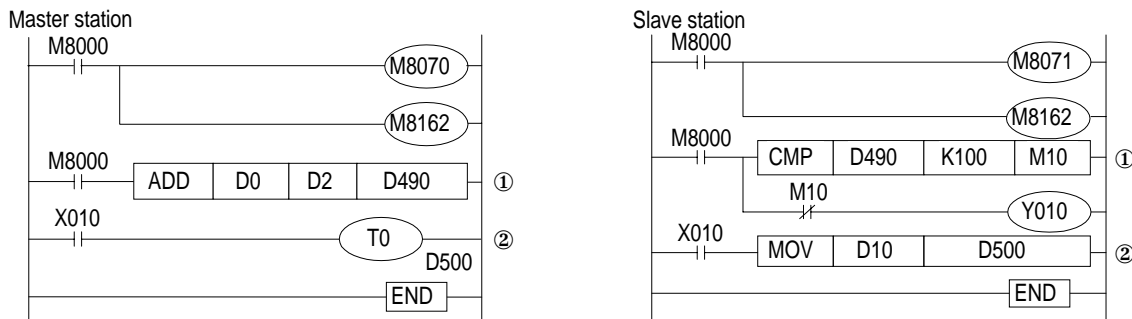 Master station
M8000
M8070
M8162
M8000
ADD D0 D2 D490 ①
X010
T0 ②
D500
END
Slave station
M8000
M8071
M8162
M8000
CMP D490 K100 M10 ①
M10
Y010
X010
MOV D10 D500 ②
END